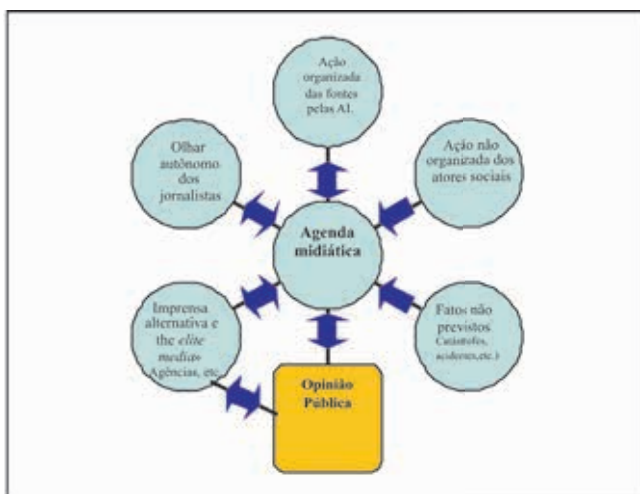 Ação
organizada
das fontes
pelas AI.
Olhar
autônomo
dos
jornalistas
Ação não
organizada dos
atores sociais
Agenda
midiática
Imprensa
alternativa e
the elite
media»
Agências, etc.
Fatos não
previstos
Catástrofes,
acidentes,etc.)
Opinião
Pública